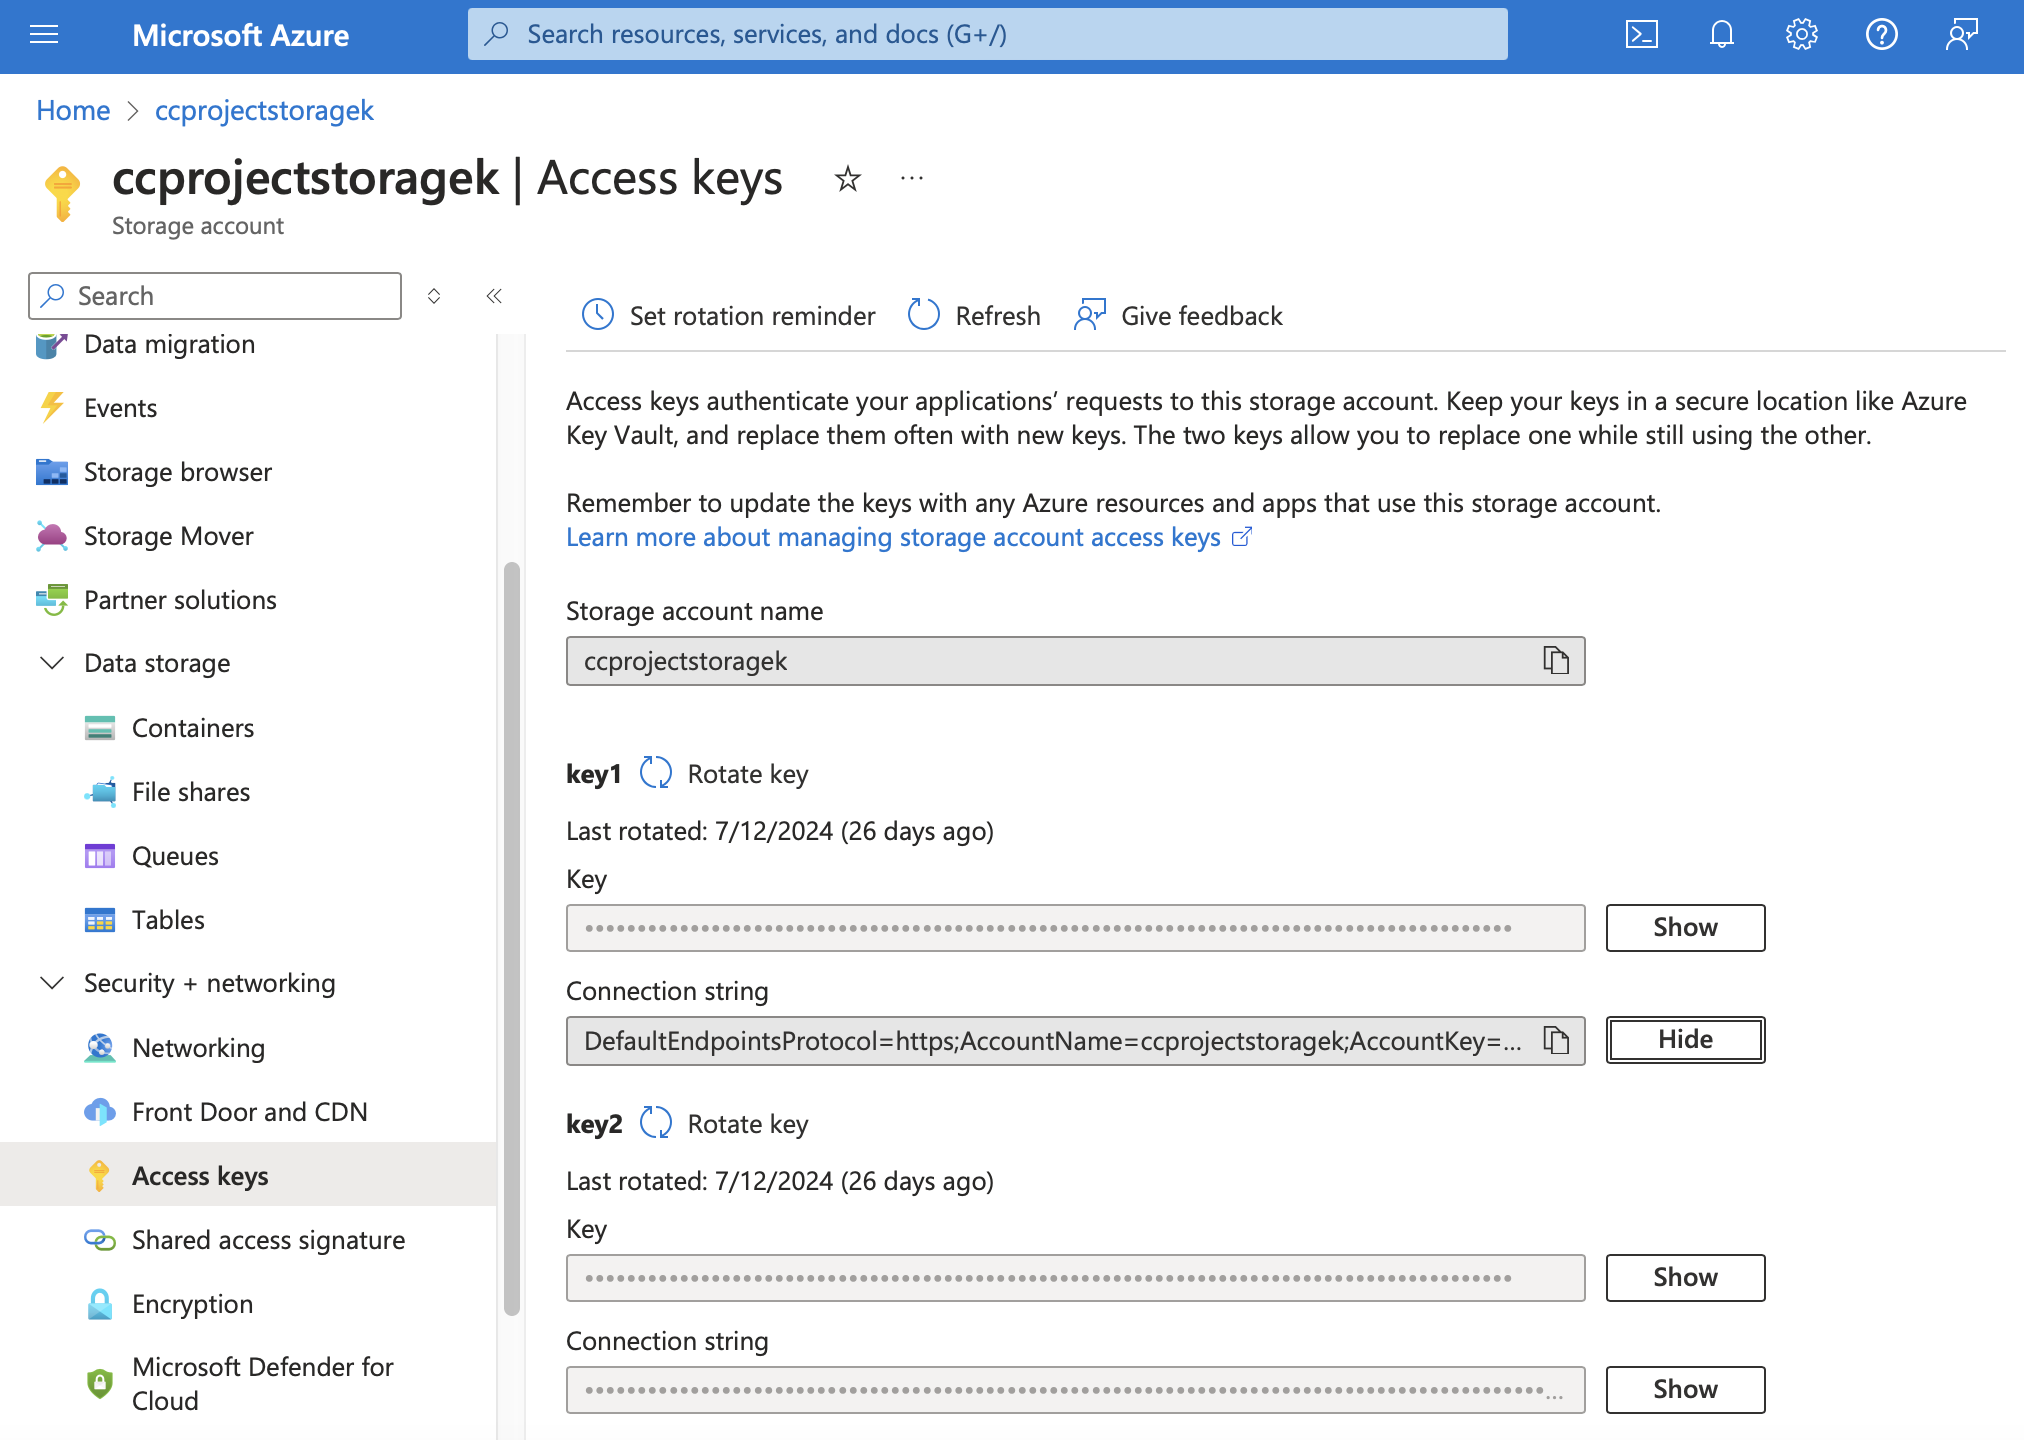 Microsoft Azure
Search resources, services, and docs (G+/)
Home > ccprojectstoragek
ccprojectstoragek | Access keys
Storage account
Search
Data migration
Events
Storage browser
Storage Mover
Partner solutions
Data storage
Containers
File shares
Queues
Tables
Security + networking
Networking
Front Door and CDN
Access keys
Shared access signature
Encryption
Microsoft Defender for
Cloud
Set rotation reminder
Refresh
Give feedback
Access keys authenticate your applications’ requests to this storage account. Keep your keys in a secure location like Azure
Key Vault, and replace them often with new keys. The two keys allow you to replace one while still using the other.
Remember to update the keys with any Azure resources and apps that use this storage account.
Learn more about managing storage account access keys
Storage account name
ccprojectstoragek
key1
Rotate key
Last rotated: 7/12/2024 (26 days ago)
Key
Show
Connection string
DefaultEndpointsProtocol=https;AccountName=ccprojectstoragek;AccountKey=...
Hide
key2
Rotate key
Last rotated: 7/12/2024 (26 days ago)
Key
Show
Connection string
Show